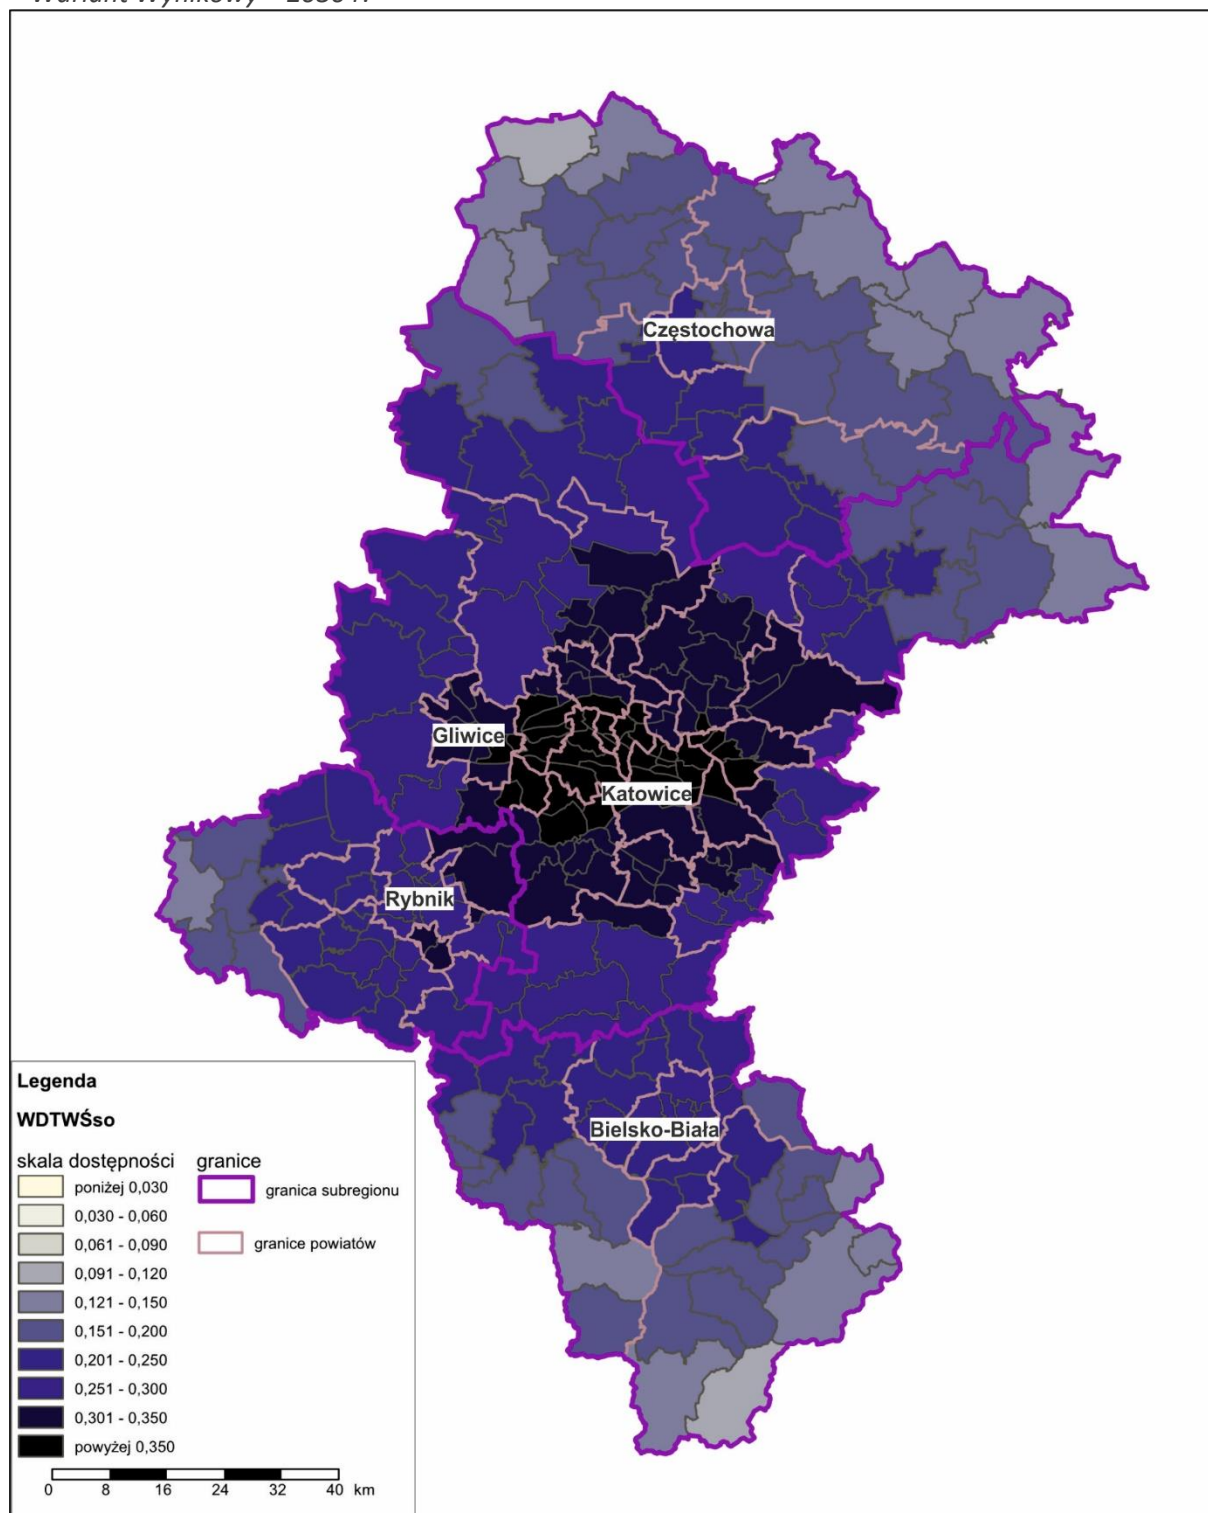 Częstochowa
Gliwice
Katowice
Rybnik
Bielsko-Biała
Legenda
WDTWŚso
skala dostępności
poniżej 0,030
0,030 - 0,060
0,061 - 0,090
0,091 - 0,120
0,121 - 0,150
0,151 - 0,200
0,201 - 0,250
0,251 - 0,300
0,301 - 0,350
powyżej 0,350
granice
granica subregionu
granice powiatów
0 8 16 24 32 40 km